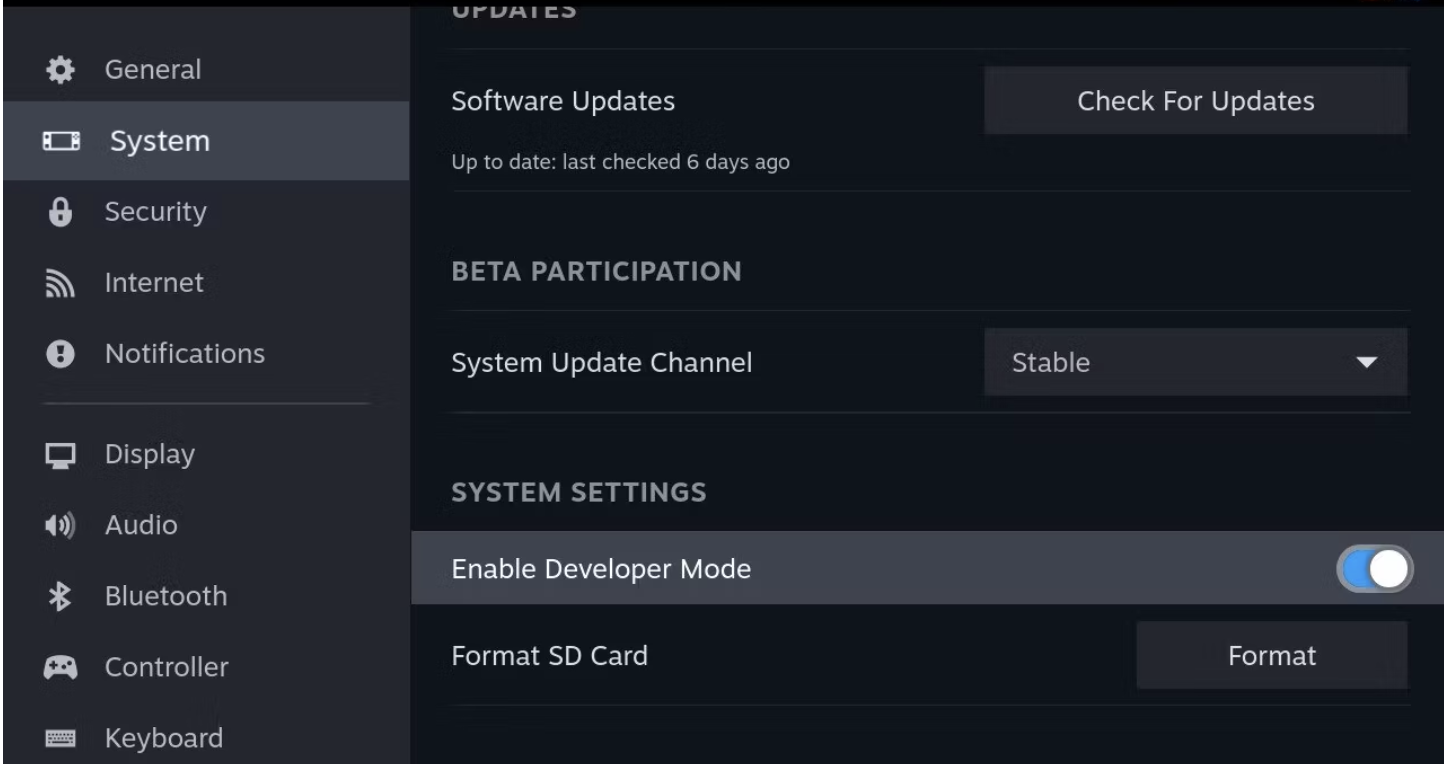 General
System
Security
Internet
Notifications
Display
Audio
Bluetooth
Controller
Keyboard
UPDATES
Software Updates
Check For Updates
Up to date: last checked 6 days ago
BETA PARTICIPATION
System Update Channel
Stable
SYSTEM SETTINGS
Enable Developer Mode
Format SD Card
Format